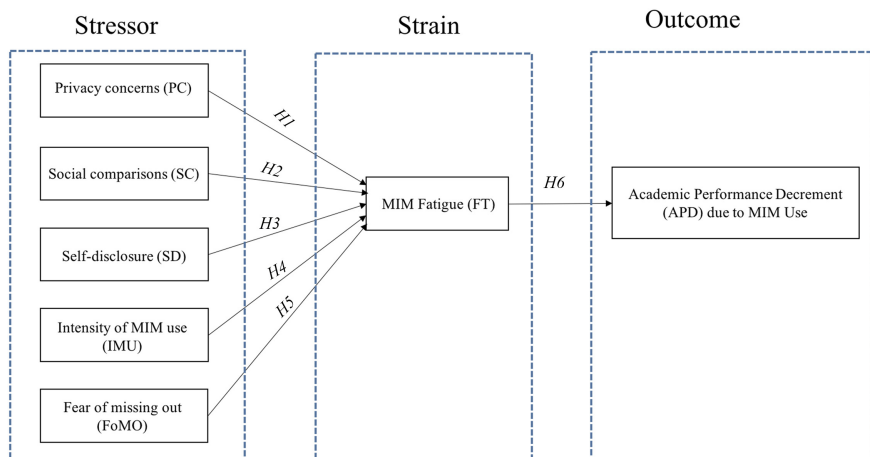 Stressor
Strain
Outcome
Privacy concerns (PC)
Social comparisons (SC)
Self-disclosure (SD)
Intensity of MIM use
(IMU)
Fear of missing out
(FoMO)
H1
H2
H3
H4
H5
MIM Fatigue (FT)
H6
Academic Performance Decrement
(APD) due to MIM Use